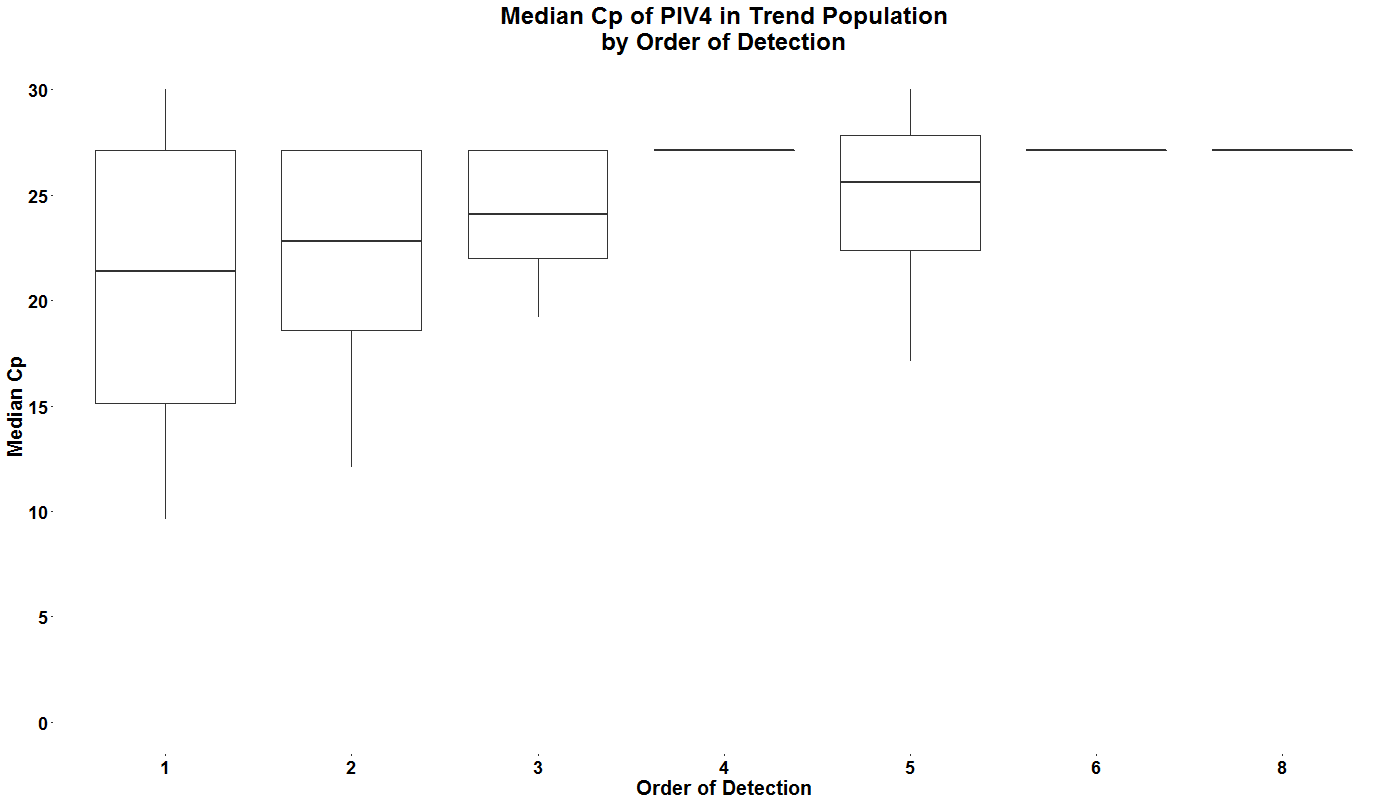 Median Cp of PIV4 in Trend Population
by Order of Detection
30
25
20
15
10
5
0
Median Cp
1 2 3 4 5 6 8
Order of Detection